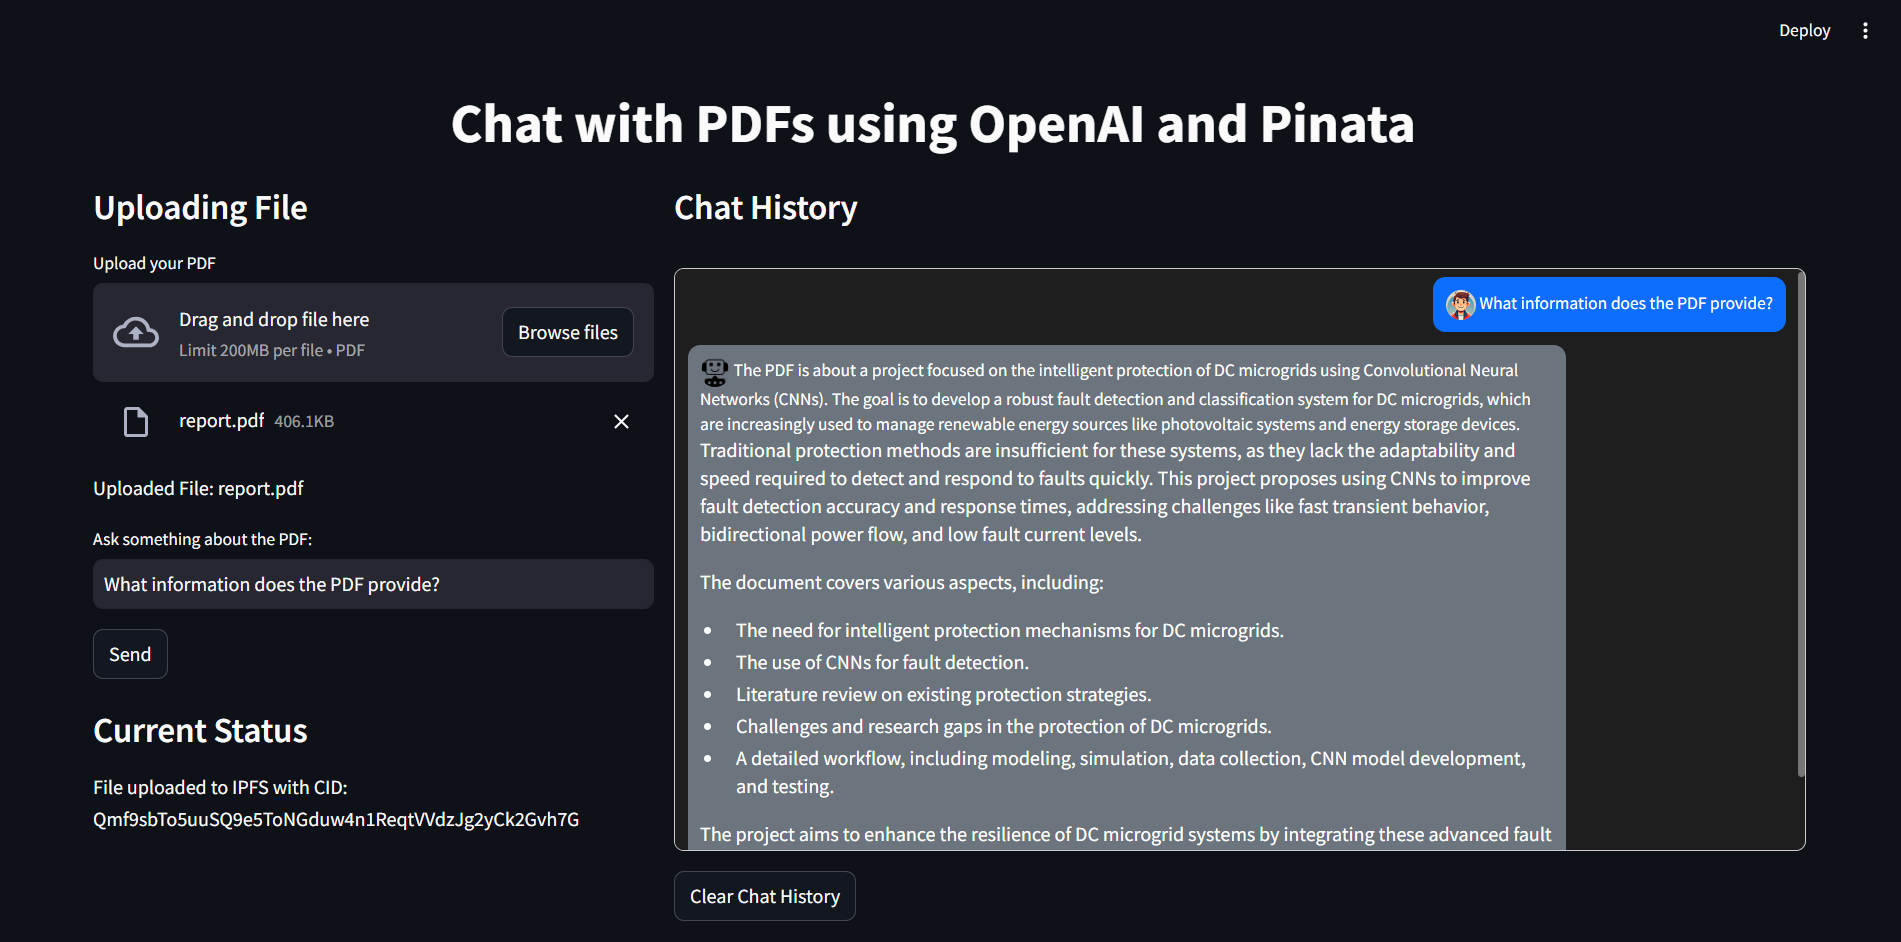 Deploy
Chat with PDFs using OpenAI and Pinata
Uploading File
Upload your PDF
Drag and drop file here
Limit 200MB per file • PDF
Browse files
report.pdf 406.1KB
Uploaded File: report.pdf
Ask something about the PDF:
What information does the PDF provide?
Send
Current Status
File uploaded to IPFS with CID:
Qmf9sbTo5uuSQ9e5ToNGduw4n1ReqtVVdzJg2yCk2Gvh7G
Chat History
What information does the PDF provide?
The PDF is about a project focused on the intelligent protection of DC microgrids using Convolutional Neural
Networks (CNNs). The goal is to develop a robust fault detection and classification system for DC microgrids, which
are increasingly used to manage renewable energy sources like photovoltaic systems and energy storage devices.
Traditional protection methods are insufficient for these systems, as they lack the adaptability and
speed required to detect and respond to faults quickly. This project proposes using CNNs to improve
fault detection accuracy and response times, addressing challenges like fast transient behavior,
bidirectional power flow, and low fault current levels.
The document covers various aspects, including:
• The need for intelligent protection mechanisms for DC microgrids.
• The use of CNNs for fault detection.
• Literature review on existing protection strategies.
• Challenges and research gaps in the protection of DC microgrids.
• A detailed workflow, including modeling, simulation, data collection, CNN model development,
and testing.
The project aims to enhance the resilience of DC microgrid systems by integrating these advanced fault
Clear Chat History